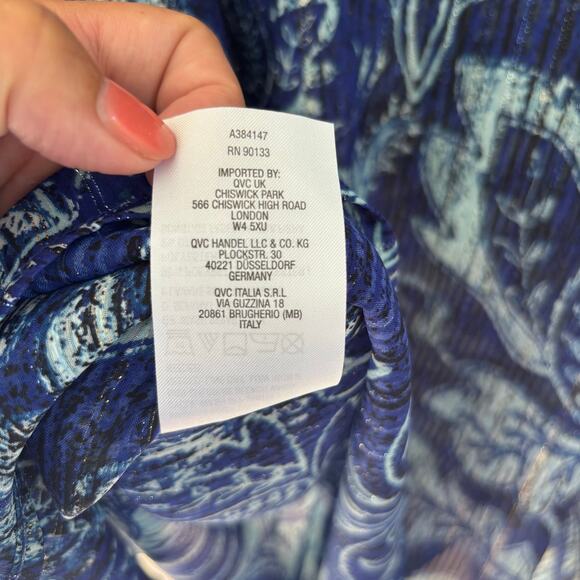 A384147
RN 90133
IMPORTED BY:
QVC UK
CHISWICK PARK
566 CHISWICK HIGH ROAD
LONDON
W4 5XU
QVC HANDEL LLC & CO. KG
PLOCKSTR. 30
40221 DÜSSELDORF
GERMANY
QVC ITALIA S.R.L
VIA GUZZINA 18
20861 BRUGHERIO (MB)
ITALY